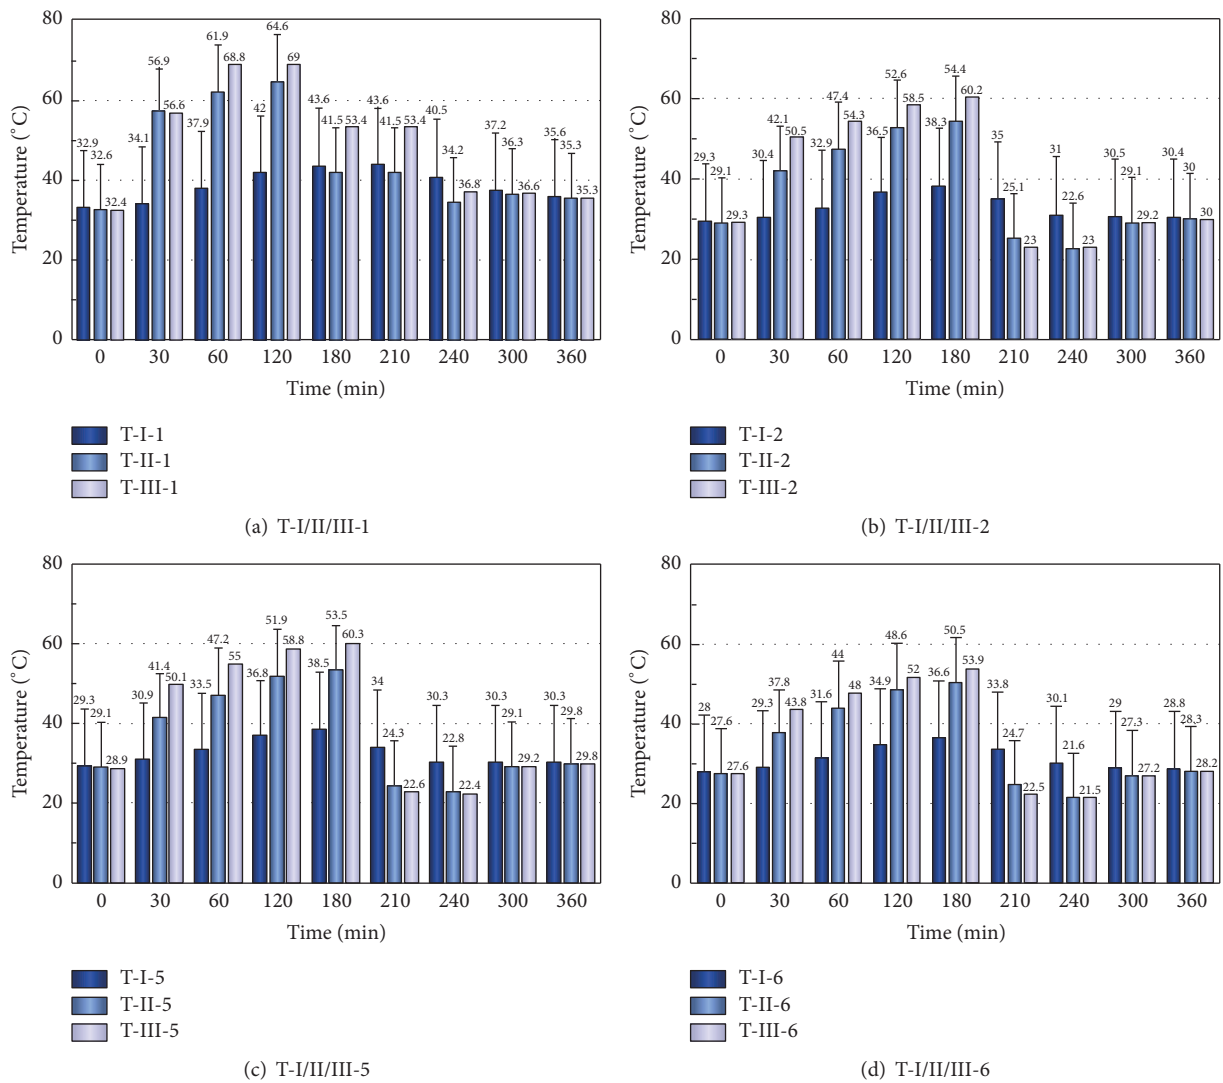 80
60
40
20
0
Temperature (°C)
32.9 32.6 32.4
34.1 56.9 56.6
37.9 61.9 68.8
42 64.6 69
43.6 41.5 53.4
43.6 41.5 53.4
40.5 34.2 36.8
37.2 36.3 36.6
35.6 35.3 35.3
0 30 60 120 180 210 240 300 360
Time (min)
T-I-1
T-II-1
T-III-1
(a) T-I/II/III-1
80
60
40
20
0
Temperature (°C)
29.3 29.1 29.3
30.4 42.1 50.5
32.9 47.4 54.3
36.5 52.6 58.5
38.3 54.4 60.2
35 25.1 23
31 22.6 23
30.5 29.1 29.2
30.4 30 30
0 30 60 120 180 210 240 300 360
Time (min)
T-I-2
T-II-2
T-III-2
(b) T-I/II/III-2
80
60
40
20
0
Temperature (°C)
29.3 29.1 28.9
30.9 41.4 50.1
33.5 47.2 55
36.8 51.9 58.8
38.5 53.5 60.3
34 24.3 22.6
30.3 22.8 22.4
30.3 29.1 29.2
30.3 29.8 29.8
0 30 60 120 180 210 240 300 360
Time (min)
T-I-5
T-II-5
T-III-5
(c) T-I/II/III-5
80
60
40
20
0
Temperature (°C)
28 27.6 27.6
29.3 37.8 43.8
31.6 44 48
34.9 48.6 52
36.6 50.5 53.9
33.8 24.7 22.5
30.1 21.6 21.5
29 27.3 27.2
28.8 28.3 28.2
0 30 60 120 180 210 240 300 360
Time (min)
T-I-6
T-II-6
T-III-6
(d) T-I/II/III-6